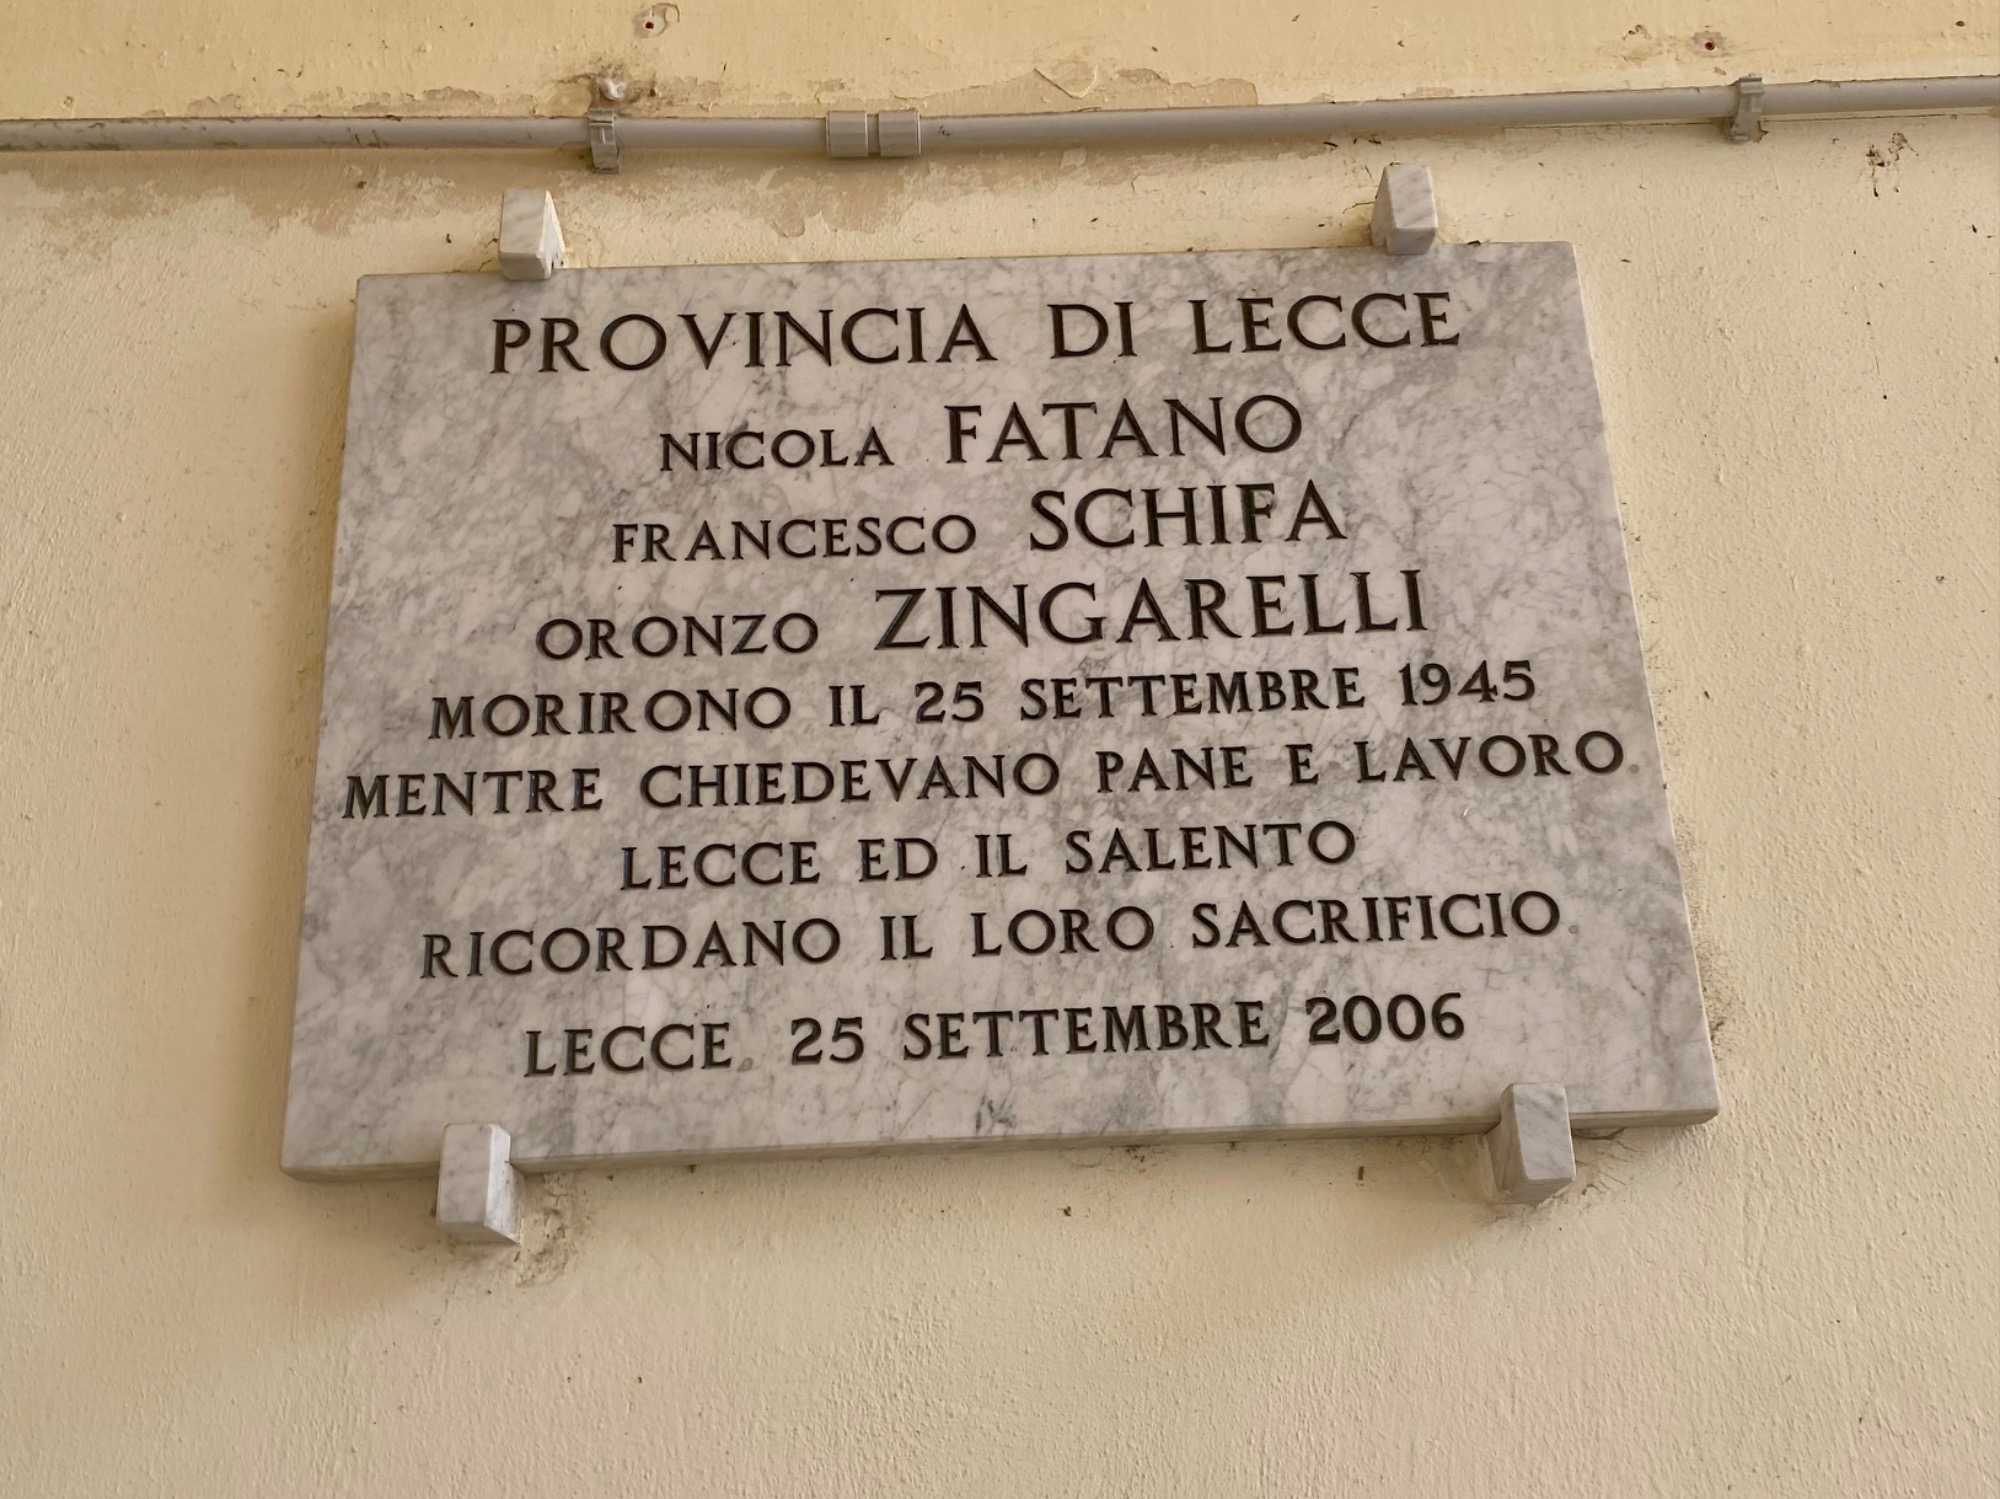 PROVINCIA DI LECCE
NICOLA FATANO
FRANCESCO SCHIFA
ORONZO ZINGARELLI
MORIRONO IL 25 SETTEMBRE 1945
MENTRE CHIEDEVANO PANE E LAVORO.
LECCE ED IL SALENTO
RICORDANO IL LORO SACRIFICIO.
LECCE. 25 SETTEMBRE 2006